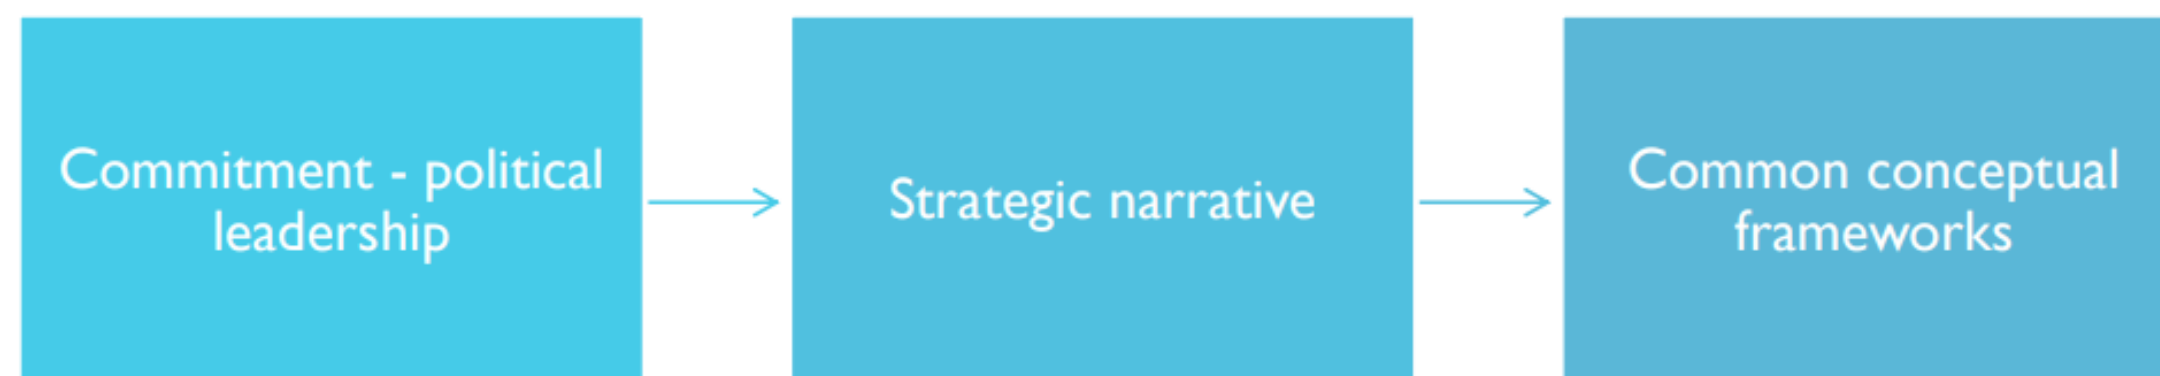 Commitment - political
leadership
Strategic narrative
Common conceptual
frameworks